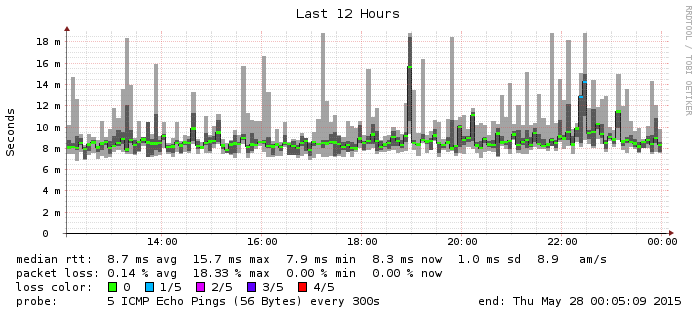 Last 12 Hours
RRDTOOL / TOBI OETIKER
Seconds
18 m
16 m
14 m
12 m
10 m
8 m
6 m
4 m
2 m
0
14:00 16:00 18:00 20:00 22:00 00:00
median rtt: 8.7 ms avg 15.7 ms max 7.9 ms min 8.3 ms now 1.0 ms sd 8.9 am/s
packet loss: 0.14 % avg 18.33 % max 0.00 % min 0.00 % now
loss color: 0 1/5 2/5 3/5 4/5
probe: 5 ICMP Echo Pings (56 Bytes) every 300s end: Thu May 28 00:05:09 2015